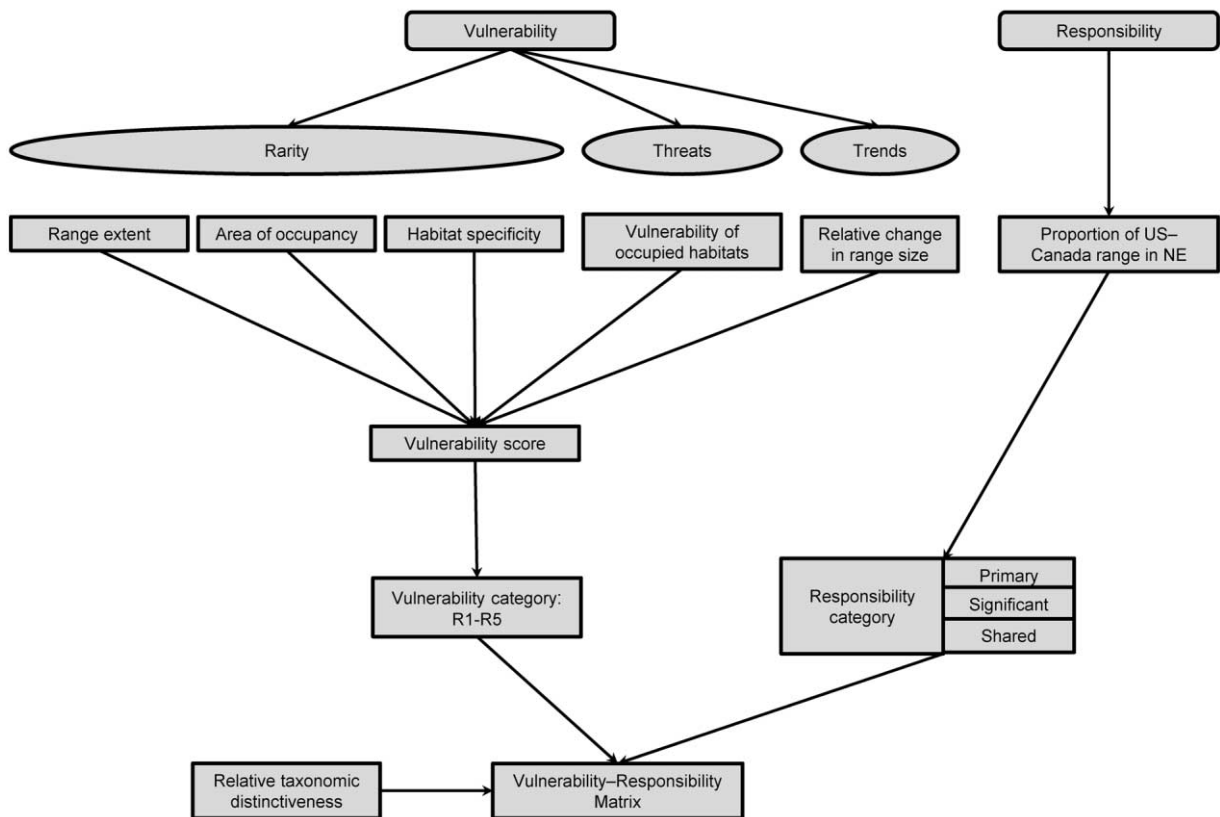 Vulnerability
Responsibility
Rarity
Threats
Trends
Range extent
Area of occupancy
Habitat specificity
Vulnerability of
occupied habitats
Relative change
in range size
Proportion of US–
Canada range in NE
Vulnerability score
Vulnerability category:
R1-R5
Responsibility
category
Primary
Significant
Shared
Relative taxonomic
distinctiveness
Vulnerability–Responsibility
Matrix